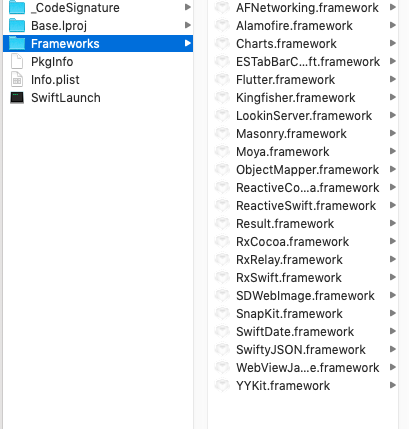 _CodeSignature
Base.lproj
Frameworks
PkgInfo
Info.plist
SwiftLaunch
AFNetworking.framework
Alamofire.framework
Charts.framework
ESTabBarC...ft.framework
Flutter.framework
Kingfisher.framework
LookinServer.framework
Masonry.framework
Moya.framework
ObjectMapper.framework
ReactiveCo...a.framework
ReactiveSwift.framework
Result.framework
RxCocoa.framework
RxRelay.framework
RxSwift.framework
SDWebImage.framework
SnapKit.framework
SwiftDate.framework
SwiftyJSON.framework
WebViewJa...e.framework
YYKit.framework